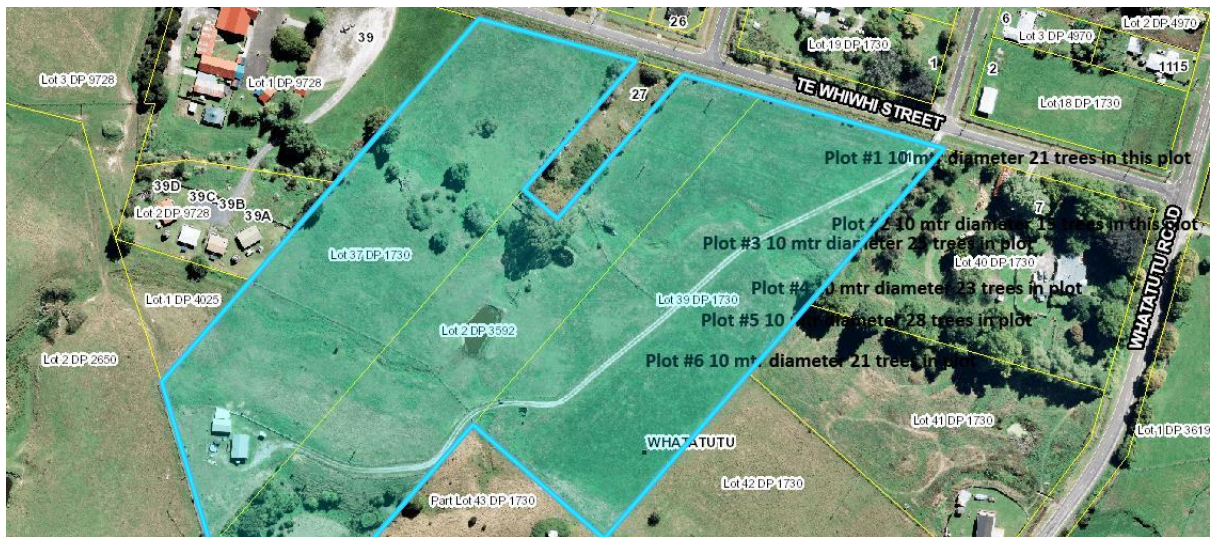 26
6
Lot 2 DP 4970
39
Lot 3 DP 4970
Lot 19 DP 1730
2
1115
Lot 3 DP 9728
Lot 1 DP 9728
1
27
TE WHIWHI STREET
Lot 18 DP 1730
Plot #1 10 mtr diameter 21 trees in this plot
39D
39C
39B
39A
Lot 2 DP 9728
7
Plot #2 10 mtr diameter 15 trees in this plot
Plot #3 10 mtr diameter 25 trees in plot
Lot 37 DP 1730
Lot 40 DP 1730
WHATATUTU ROAD
Plot #4 10 mtr diameter 23 trees in plot
Lot 1 DP 4025
Lot 39 DP 1730
Plot #5 10 mtr diameter 28 trees in plot
Lot 2 DP 3592
Lot 2 DP 2650
Plot #6 10 mtr diameter 21 trees in plot
Lot 41 DP 1730
Lot 1 DP 3619
WHATATUTU
Lot 42 DP 1730
Part Lot 43 DP 1730